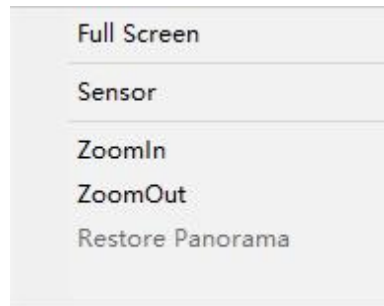 Full Screen
Sensor
ZoomIn
ZoomOut
Restore Panorama